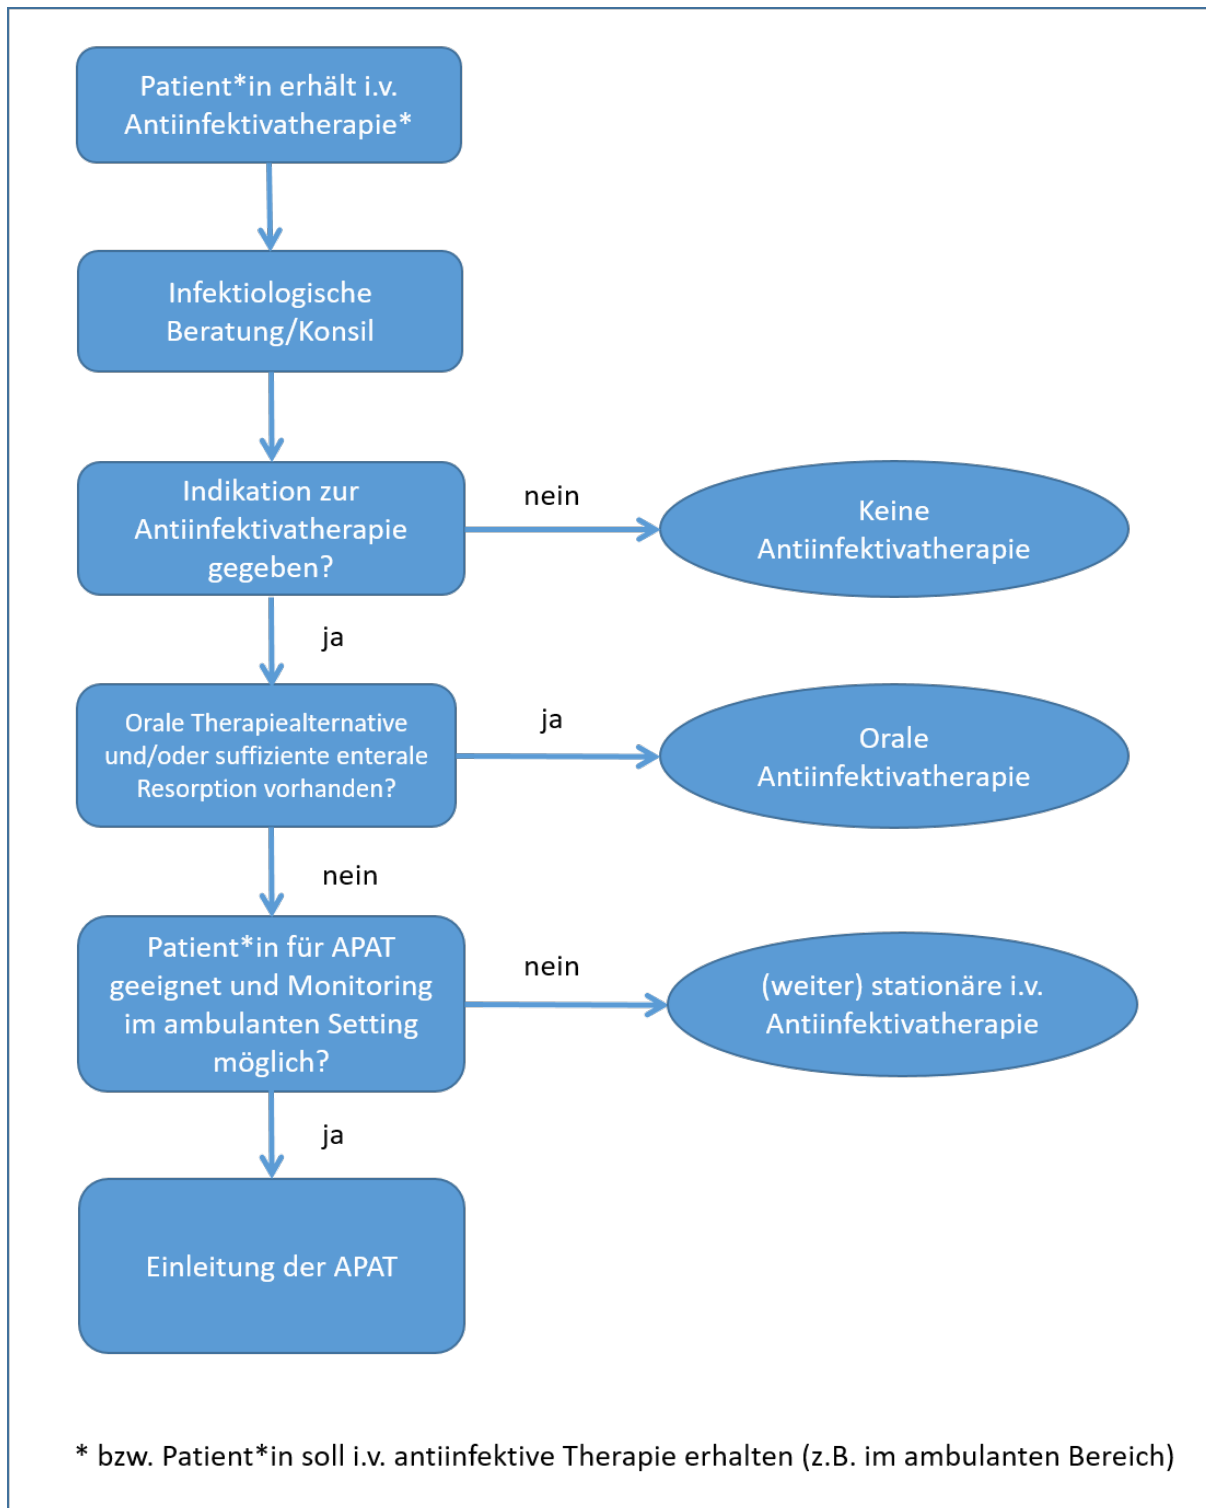 Patient*in erhält i.v.
Antiinfektivatherapie*
Infektiologische
Beratung/Konsil
Indikation zur
Antiinfektivatherapie
gegeben?
nein
Keine
Antiinfektivatherapie
ja
Orale Therapiealternative
und/oder suffiziente enterale
Resorption vorhanden?
ja
Orale
Antiinfektivatherapie
nein
Patient*in für APAT
geeignet und Monitoring
im ambulanten Setting
möglich?
nein
(weiter) stationäre i.v.
Antiinfektivatherapie
ja
Einleitung der APAT
* bzw. Patient*in soll i.v. antiinfektive Therapie erhalten (z.B. im ambulanten Bereich)